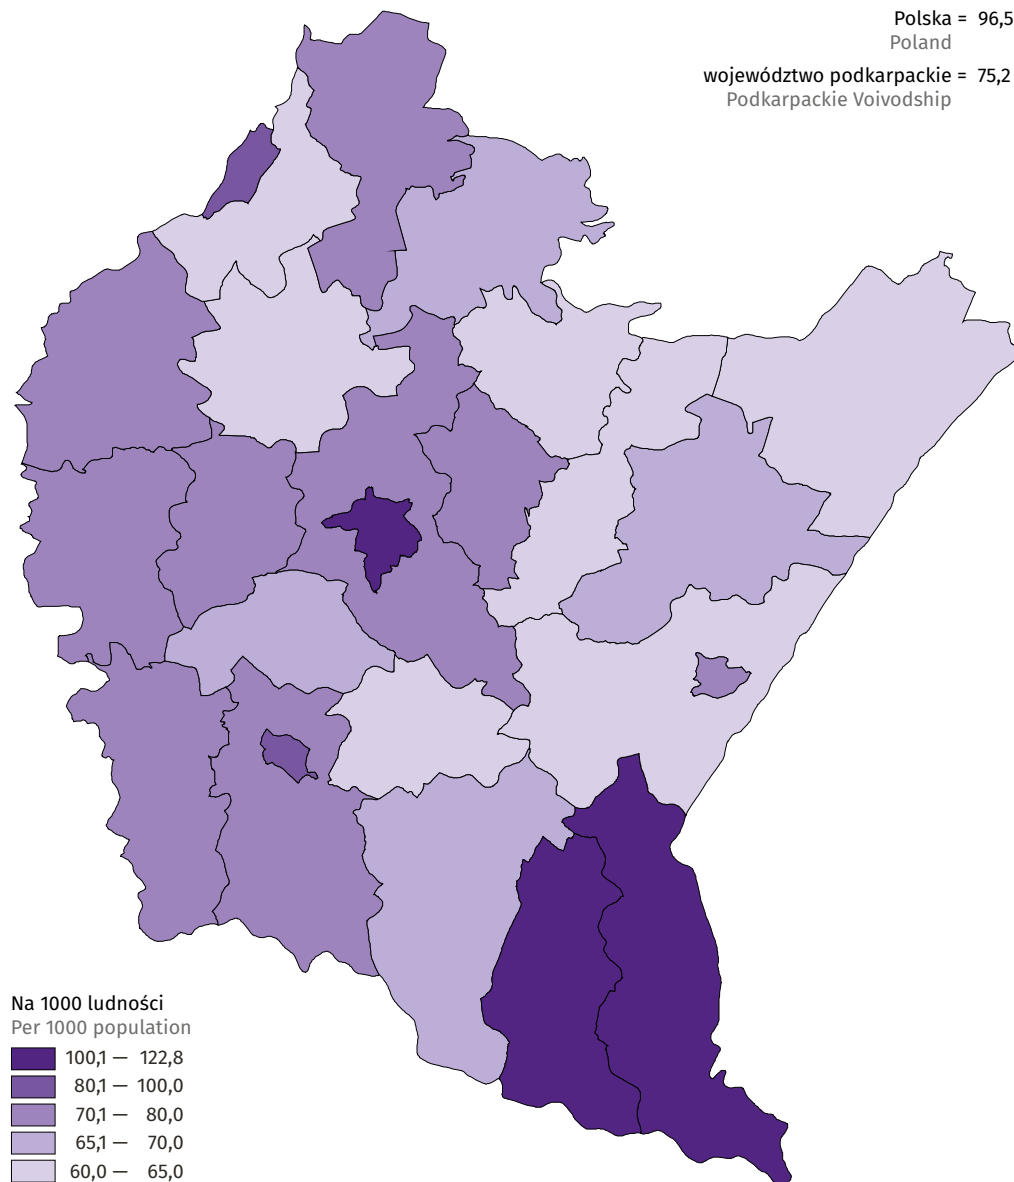 Polska = 96,5
Poland
województwo podkarpackie = 75,2
Podkarpackie Voivodship
Na 1000 ludności
Per 1000 population
100,1 — 122,8
80,1 — 100,0
70,1 — 80,0
65,1 — 70,0
60,0 — 65,0